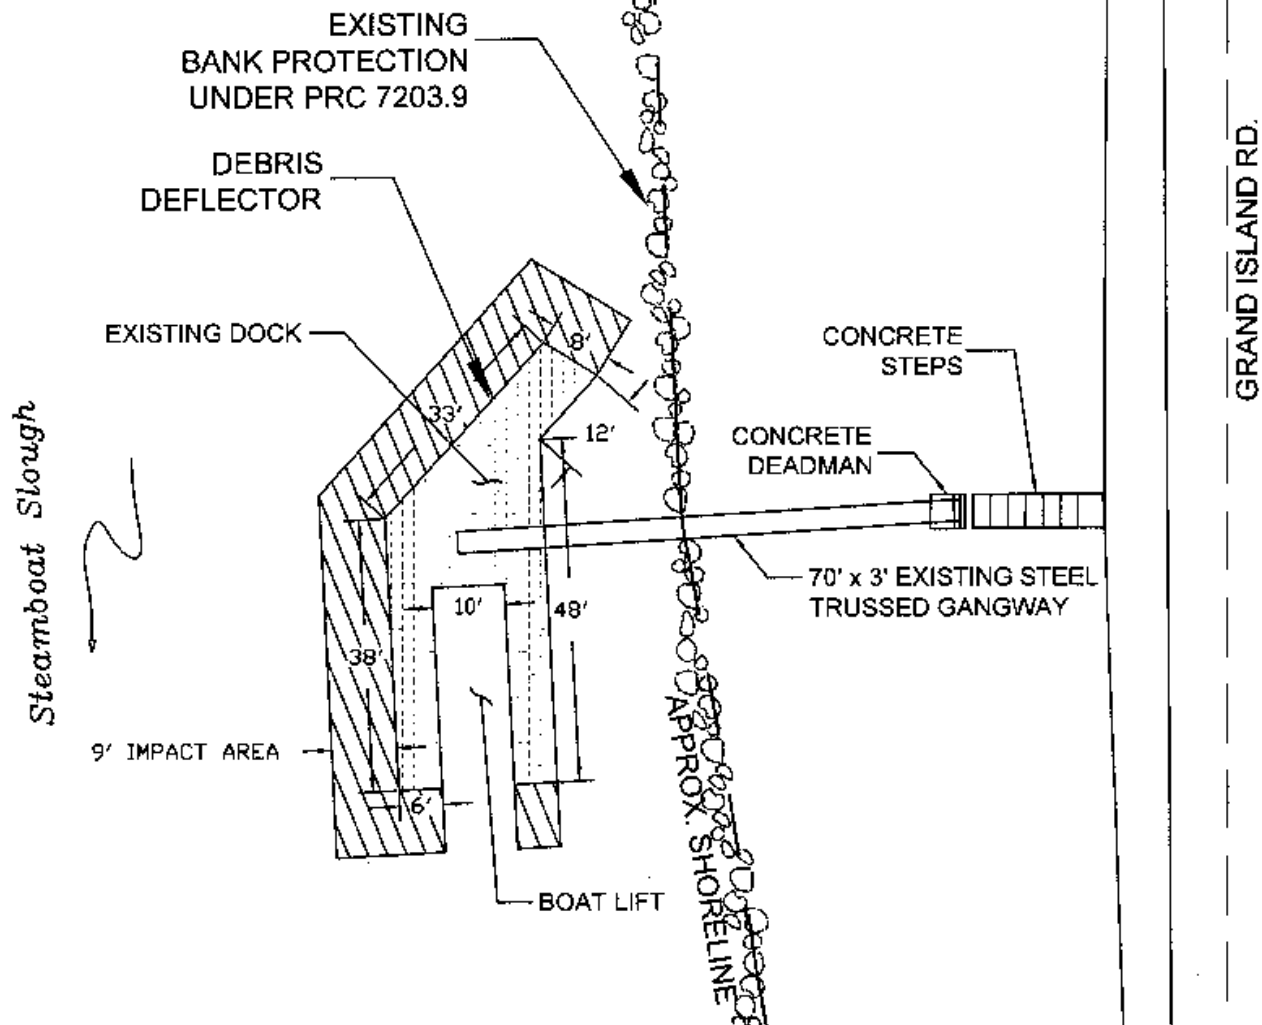 EXISTING
BANK PROTECTION
UNDER PRC 7203.9
DEBRIS
DEFLECTOR
EXISTING DOCK
8'
33'
12'
CONCRETE
STEPS
CONCRETE
DEADMAN
GRAND ISLAND RD.
Steamboat Slough
70' x 3' EXISTING STEEL
TRUSSED GANGWAY
10'
48'
38'
9' IMPACT AREA
6'
BOAT LIFT
APPROX. SHORELINE